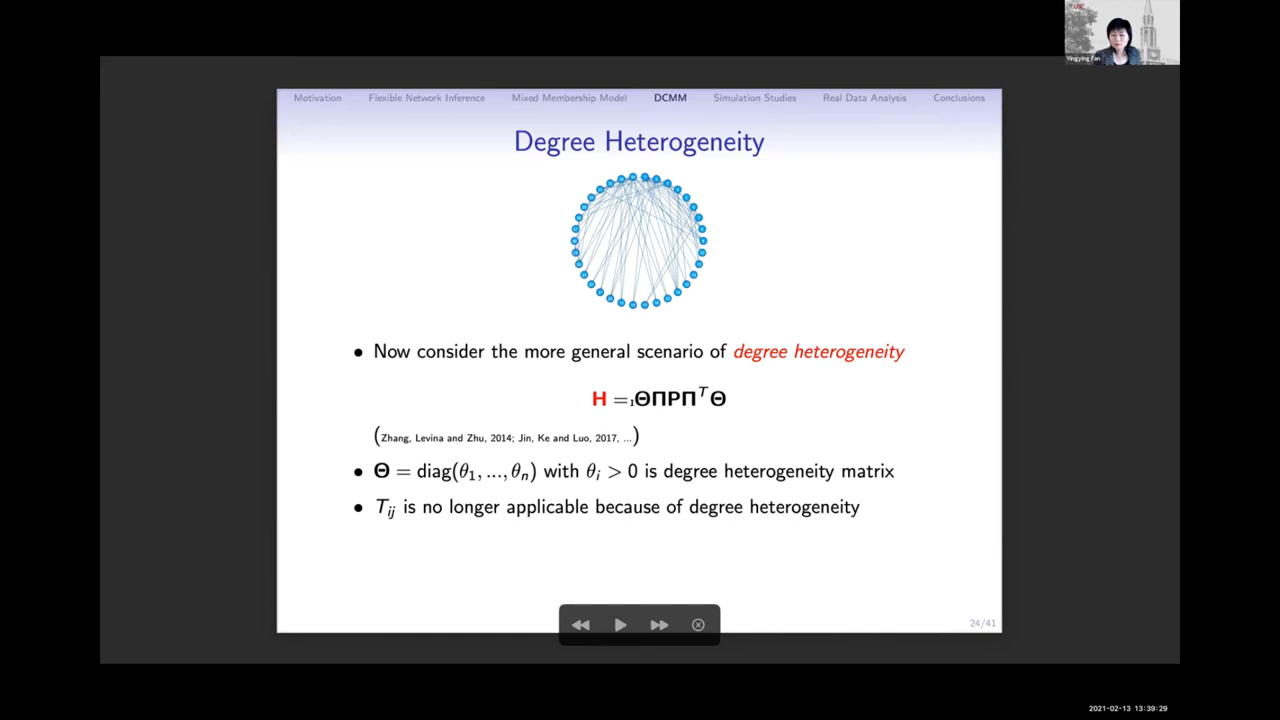 USC
Yingying Fan
Motivation Flexible Network Inference Mixed Membership Model DCMM Simulation Studies Real Data Analysis Conclusions
Degree Heterogeneity
• Now consider the more general scenario of degree heterogeneity
H = ΘΠPΠᵀΘ
(Zhang, Levina and Zhu, 2014; Jin, Ke and Luo, 2017, ...)
• Θ = diag(θ₁, ..., θₙ) with θᵢ > 0 is degree heterogeneity matrix
• Tᵢⱼ is no longer applicable because of degree heterogeneity
24/41
2021-02-13 13:39:29